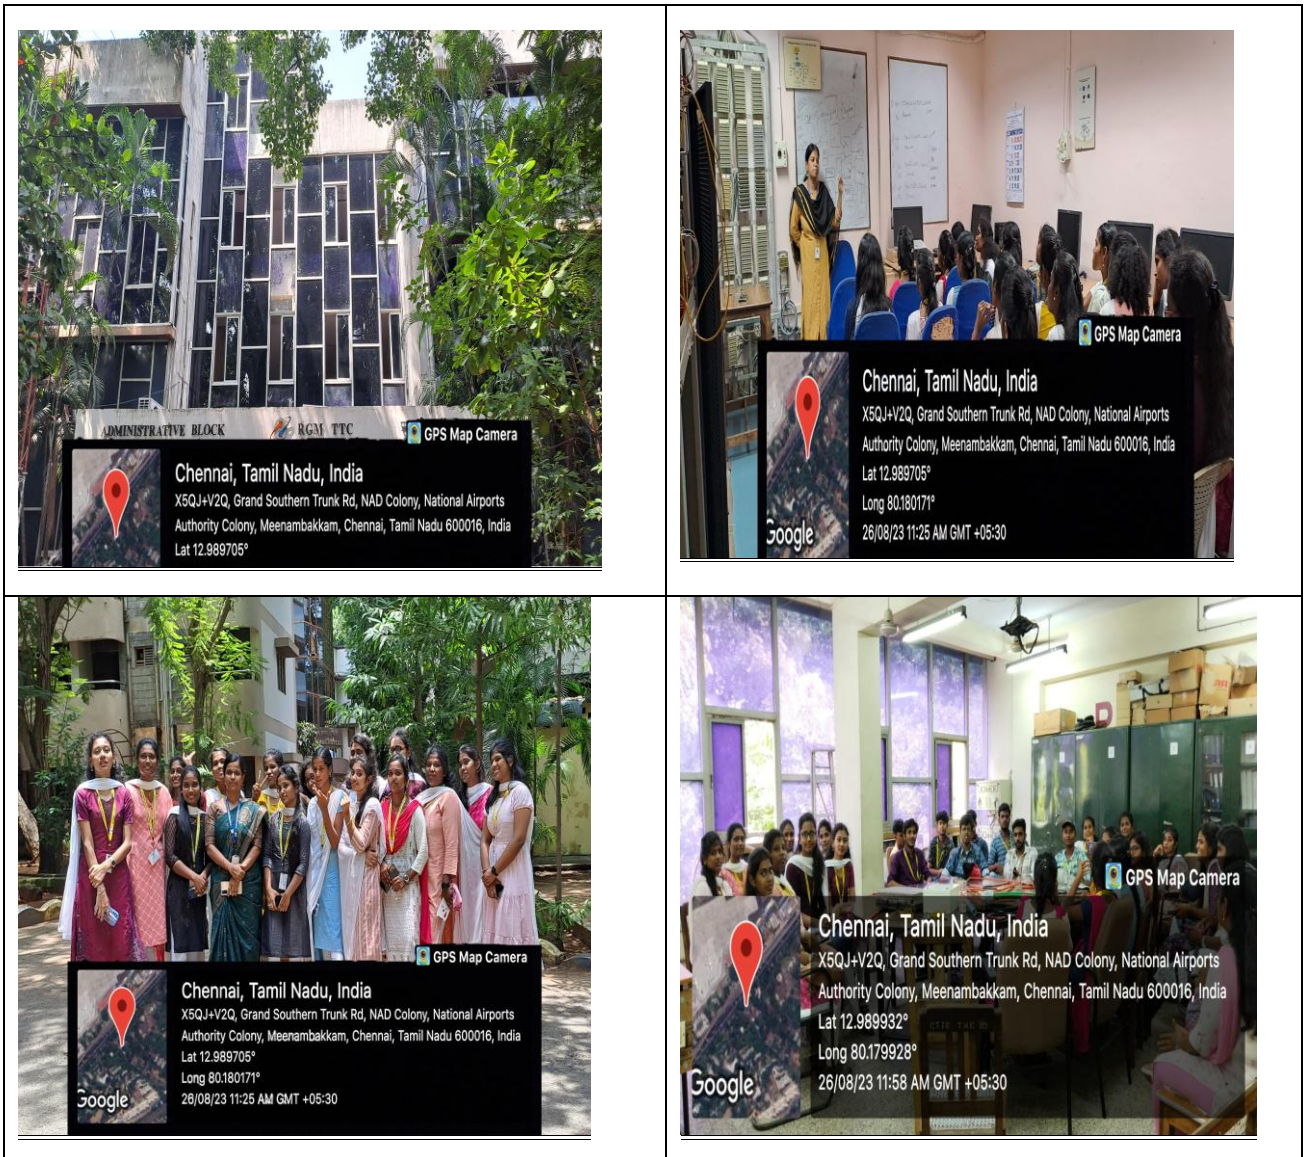 ADMINISTRATIVE BLOCK RGM TTC
GPS Map Camera
Chennai, Tamil Nadu, India
X5QJ+V2Q, Grand Southern Trunk Rd, NAD Colony, National Airports
Authority Colony, Meenambakkam, Chennai, Tamil Nadu 600016, India
Lat 12.989705°
GPS Map Camera
Chennai, Tamil Nadu, India
X5QJ+V2Q, Grand Southern Trunk Rd, NAD Colony, National Airports
Authority Colony, Meenambakkam, Chennai, Tamil Nadu 600016, India
Lat 12.989705°
Long 80.180171°
26/08/23 11:25 AM GMT +05:30
Google
GPS Map Camera
Chennai, Tamil Nadu, India
X5QJ+V2Q, Grand Southern Trunk Rd, NAD Colony, National Airports
Authority Colony, Meenambakkam, Chennai, Tamil Nadu 600016, India
Lat 12.989705°
Long 80.180171°
26/08/23 11:25 AM GMT +05:30
Google
GPS Map Camera
Chennai, Tamil Nadu, India
X5QJ+V2Q, Grand Southern Trunk Rd, NAD Colony, National Airports
Authority Colony, Meenambakkam, Chennai, Tamil Nadu 600016, India
Lat 12.989932°
Long 80.179928°
26/08/23 11:58 AM GMT +05:30
Google